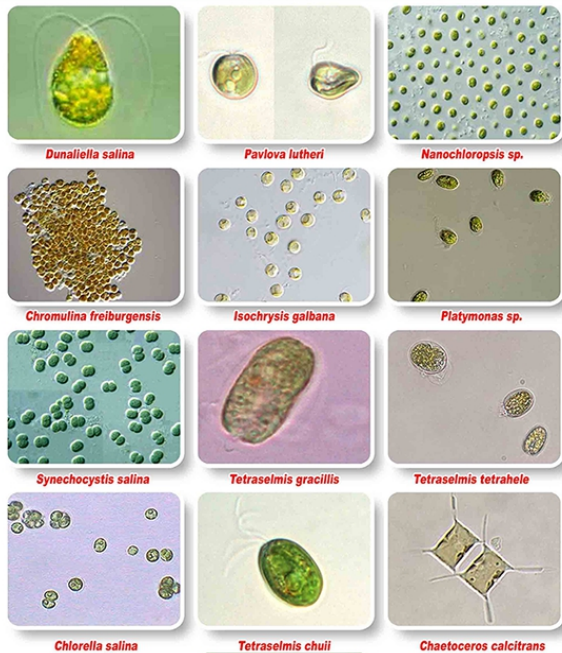 Dunaliella salina
Pavlova lutheri
Nanochloropsis sp.
Chromulina freiburgensis
Isochrysis galbana
Platymonas sp.
Synechocystis salina
Tetraselmis gracillis
Tetraselmis tetrahele
Chlorella salina
Tetraselmis chuii
Chaetoceros calcitrans